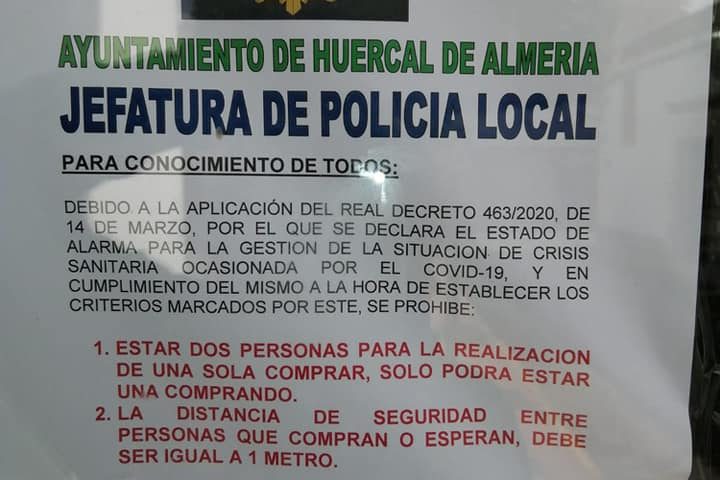 AYUNTAMIENTO DE HUERCAL DE ALMERIA
JEFATURA DE POLICIA LOCAL
PARA CONOCIMIENTO DE TODOS:
DEBIDO A LA APLICACIÓN DEL REAL DECRETO 463/2020, DE
14 DE MARZO, POR EL QUE SE DECLARA EL ESTADO DE
ALARMA PARA LA GESTION DE LA SITUACION DE CRISIS
SANITARIA OCASIONADA POR EL COVID-19, Y EN
CUMPLIMIENTO DEL MISMO A LA HORA DE ESTABLECER LOS
CRITERIOS MARCADOS POR ESTE, SE PROHIBE:
1. ESTAR DOS PERSONAS PARA LA REALIZACION
DE UNA SOLA COMPRAR, SOLO PODRA ESTAR
UNA COMPRANDO.
2. LA DISTANCIA DE SEGURIDAD ENTRE
PERSONAS QUE COMPRAN O ESPERAN, DEBE
SER IGUAL A 1 METRO.